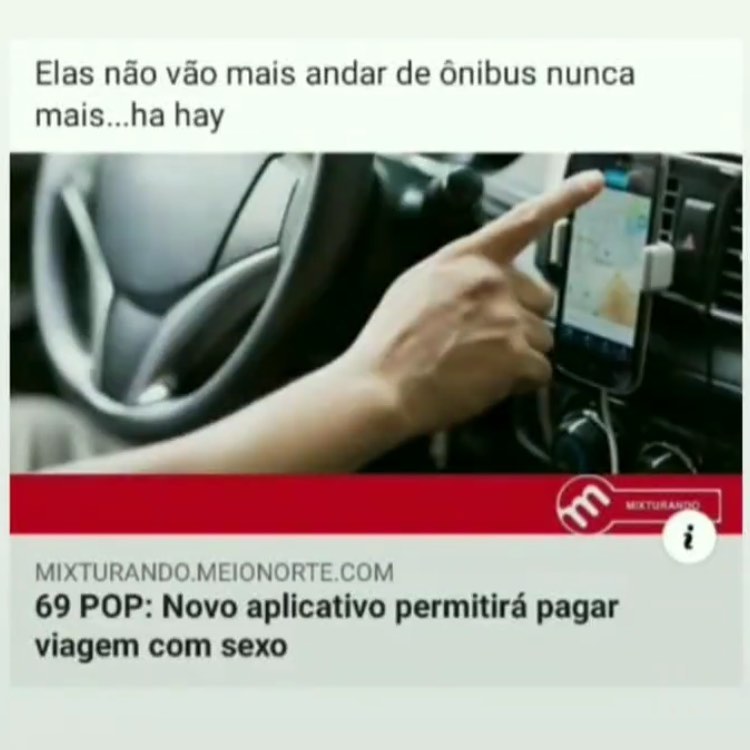 Elas não vão mais andar de ônibus nunca
mais...ha hay
MIXTURANDO
MIXTURANDO.MEIONORTE.COM
69 POP: Novo aplicativo permitirá pagar
viagem com sexo